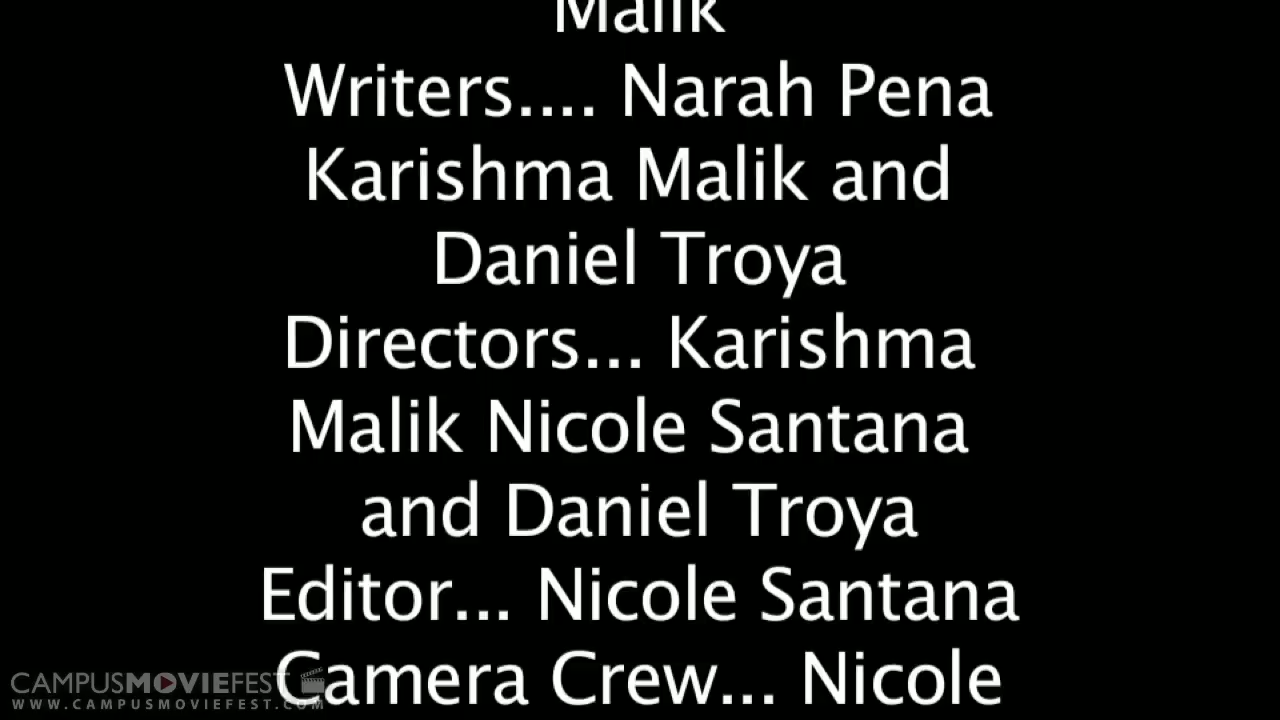 Malik
Writers.... Narah Pena
Karishma Malik and
Daniel Troya
Directors... Karishma
Malik Nicole Santana
and Daniel Troya
Editor... Nicole Santana
Camera Crew... Nicole
CAMPUSMOVIEFEST
WWW.CAMPUSMOVIEFEST.COM